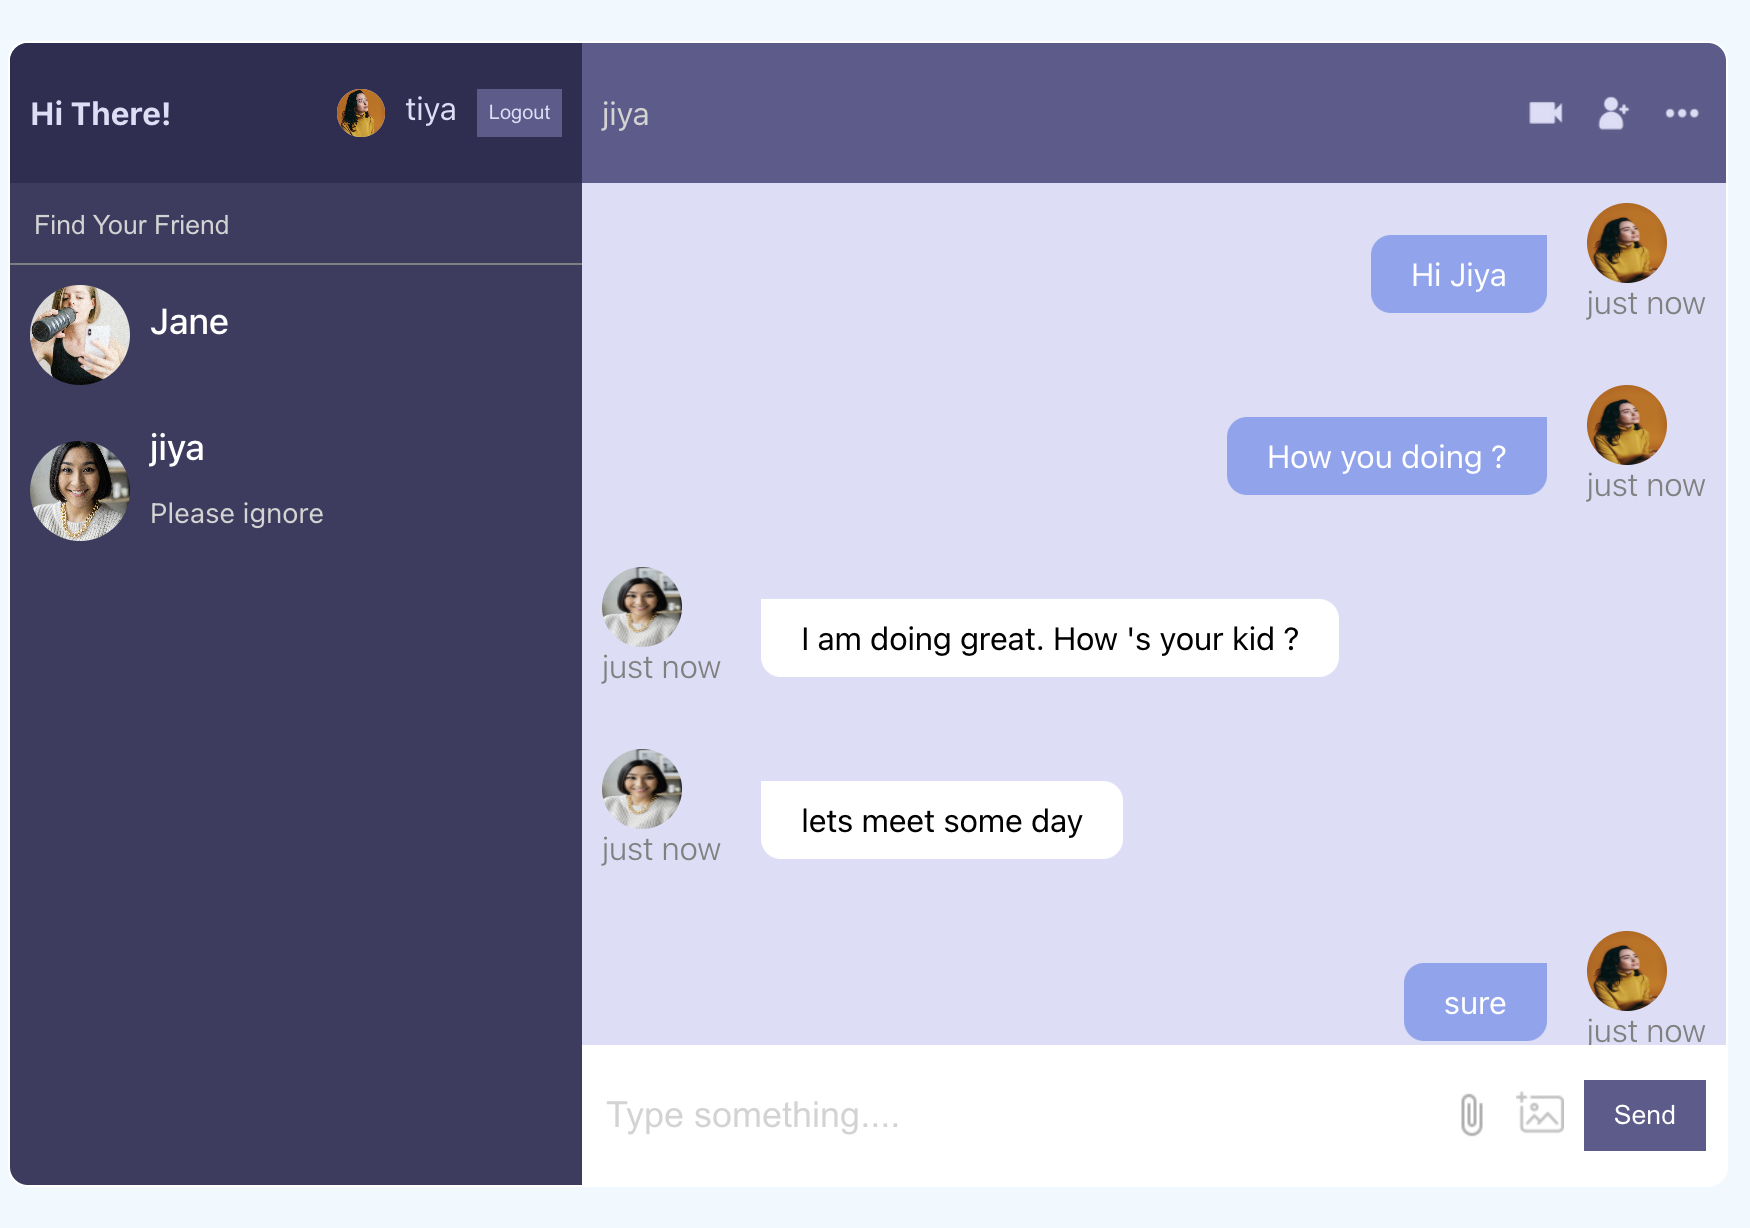 Hi There!
tiya
Logout
Find Your Friend
Jane
jiya
Please ignore
jiya
Hi Jiya
just now
How you doing ?
just now
I am doing great. How 's your kid ?
just now
lets meet some day
just now
sure
just now
Type something....
Send